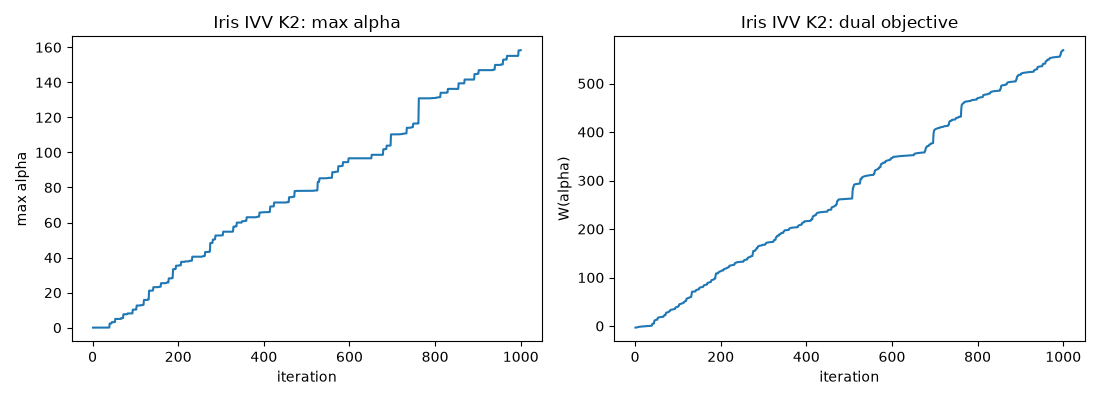 Iris IVV K2: max alpha
max alpha
160
140
120
100
80
60
40
20
0
0 200 400 600 800 1000
iteration
Iris IVV K2: dual objective
W(alpha)
500
400
300
200
100
0
0 200 400 600 800 1000
iteration